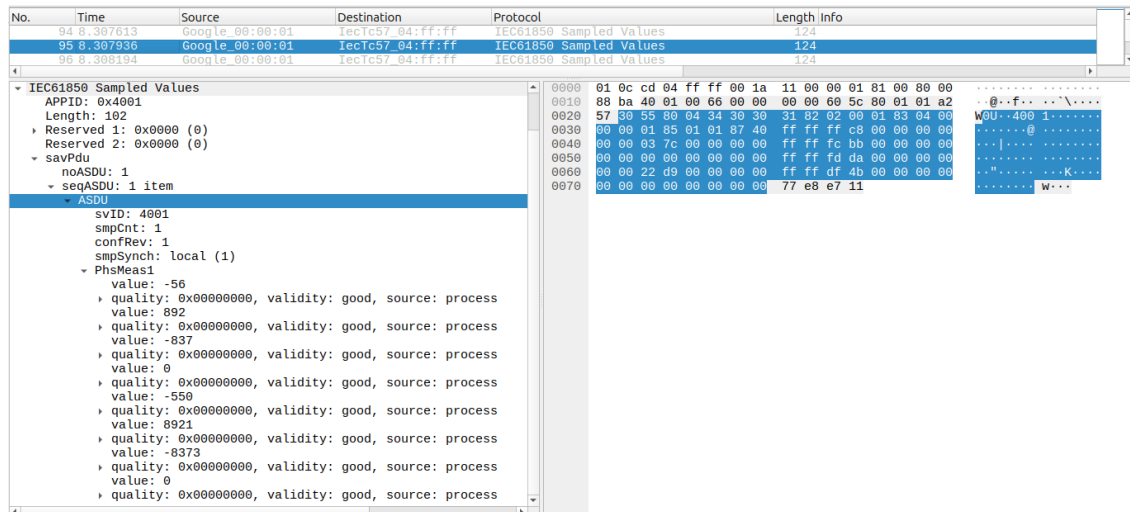 No. Time Source Destination Protocol Length Info
94 8.307613 Google_00:00:01 IecTc57_04:ff:ff IEC61850 Sampled Values 124
95 8.307936 Google_00:00:01 IecTc57_04:ff:ff IEC61850 Sampled Values 124
96 8.308194 Google_00:00:01 IecTc57_04:ff:ff IEC61850 Sampled Values 124
IEC61850 Sampled Values
APPID: 0x4001
Length: 102
Reserved 1: 0x0000 (0)
Reserved 2: 0x0000 (0)
savPdu
noASDU: 1
seqASDU: 1 item
ASDU
svID: 4001
smpCnt: 1
confRev: 1
smpSynch: local (1)
PhsMeas1
value: -56
quality: 0x00000000, validity: good, source: process
value: 892
quality: 0x00000000, validity: good, source: process
value: -837
quality: 0x00000000, validity: good, source: process
value: 0
quality: 0x00000000, validity: good, source: process
value: -550
quality: 0x00000000, validity: good, source: process
value: 8921
quality: 0x00000000, validity: good, source: process
value: -8373
quality: 0x00000000, validity: good, source: process
value: 0
quality: 0x00000000, validity: good, source: process
0000 01 0c cd 04 ff ff 00 1a 11 00 00 01 81 00 80 00 ········ ········
0010 88 ba 40 01 00 66 00 00 00 00 60 5c 80 01 01 a2 ··@··f·· ··`\····
0020 57 30 55 80 04 34 30 30 31 82 02 00 01 83 04 00 W0U··400 1·······
0030 00 00 01 85 01 01 87 40 ff ff ff c8 00 00 00 00 ·······@ ········
0040 00 00 03 7c 00 00 00 00 ff ff fc bb 00 00 00 00 ···|···· ········
0050 00 00 00 00 00 00 00 00 ff ff fd da 00 00 00 00 ········ ········
0060 00 00 22 d9 00 00 00 00 ff ff df 4b 00 00 00 00 ··"····· ···K····
0070 00 00 00 00 00 00 00 00 77 e8 e7 11 ········ w···